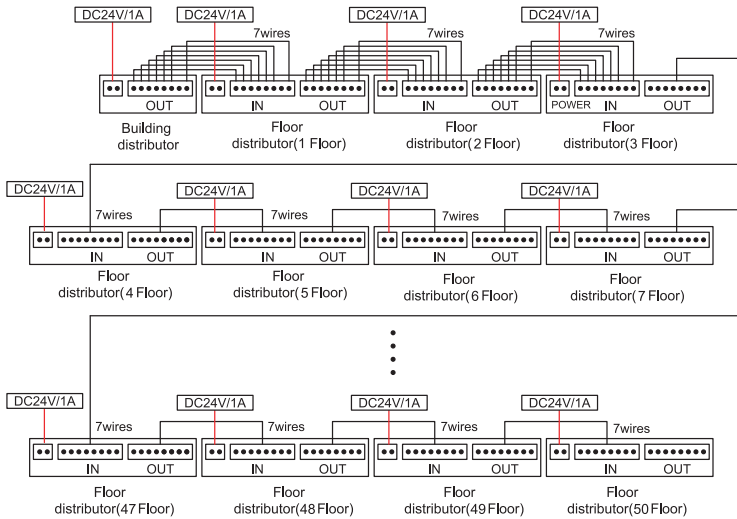 DC24V/1A DC24V/1A DC24V/1A DC24V/1A
7wires 7wires 7wires
OUT IN OUT IN OUT POWER IN OUT
Building Floor Floor Floor
distributor distributor(1 Floor) distributor(2 Floor) distributor(3 Floor)
DC24V/1A DC24V/1A DC24V/1A DC24V/1A
7wires 7wires 7wires 7wires
IN OUT IN OUT IN OUT IN OUT
Floor Floor Floor Floor
distributor(4 Floor) distributor(5 Floor) distributor(6 Floor) distributor(7 Floor)
DC24V/1A DC24V/1A DC24V/1A DC24V/1A
7wires 7wires 7wires 7wires
IN OUT IN OUT IN OUT IN
Floor Floor Floor Floor
distributor(47 Floor) distributor(48 Floor) distributor(49 Floor) distributor(50 Floor)